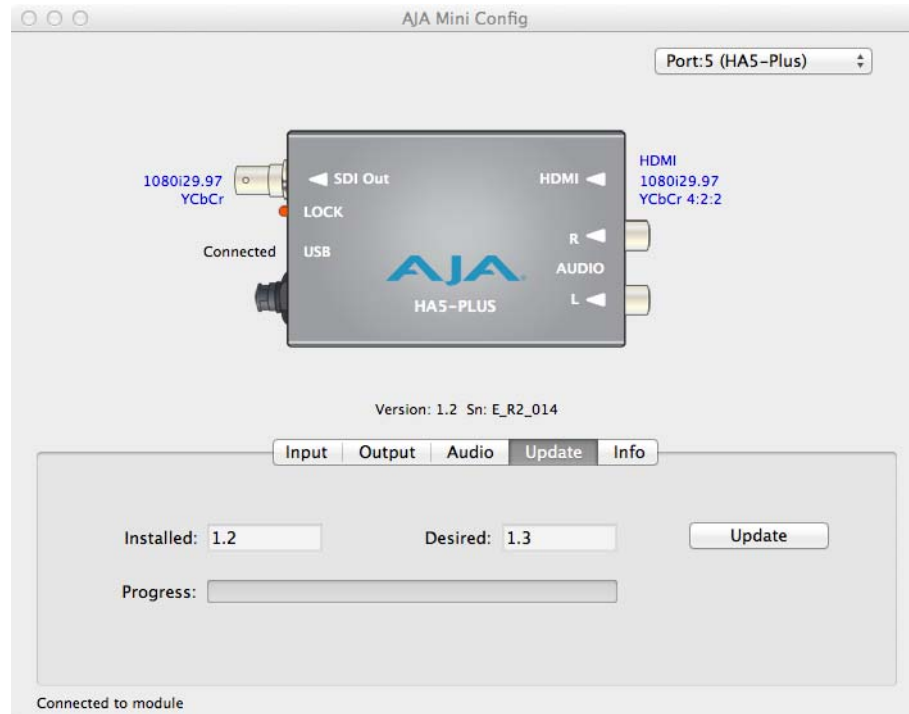 AJA Mini Config
Port:5 (HA5-Plus)
1080i29.97
YCbCr
SDI Out
HDMI
HDMI
1080i29.97
YCbCr 4:2:2
LOCK
Connected
USB
R
AUDIO
L
AJA
HA5-PLUS
Version: 1.2 Sn: E_R2_014
Input Output Audio Update Info
Installed: 1.2 Desired: 1.3 Update
Progress:
Connected to module